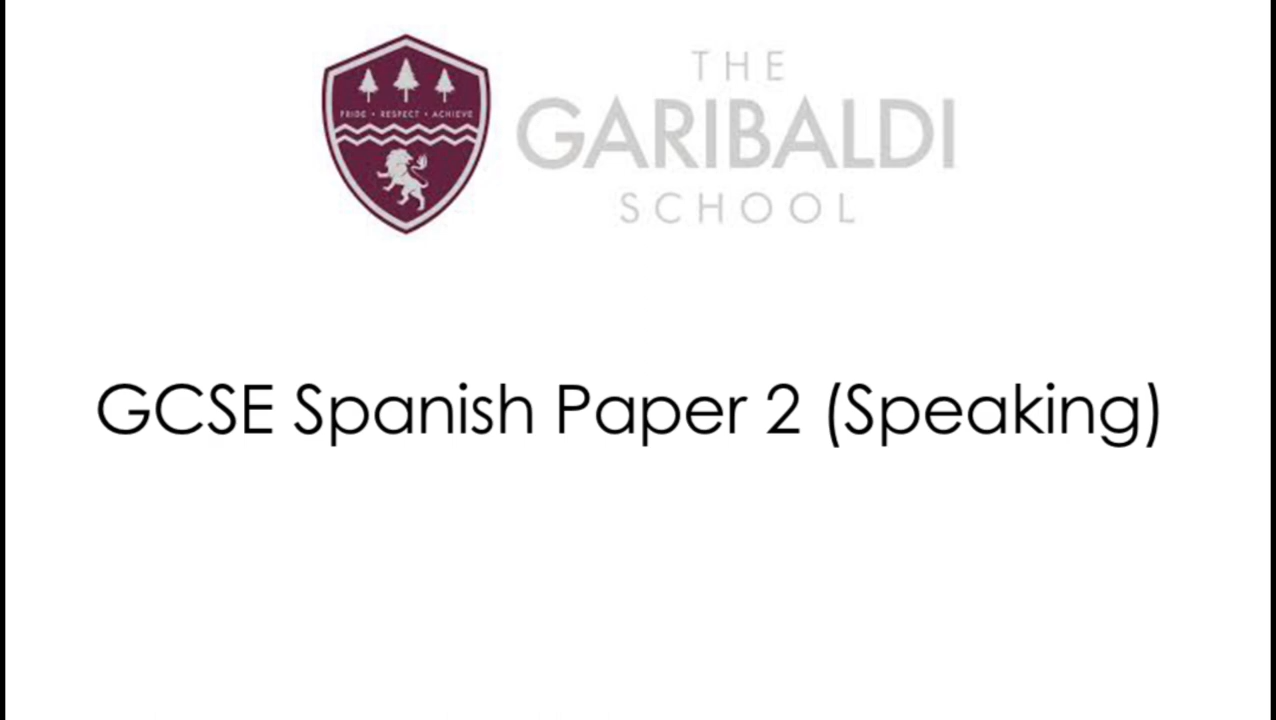 PRIDE • RESPECT • ACHIEVE
THE
GARIBALDI
SCHOOL
GCSE Spanish Paper 2 (Speaking)